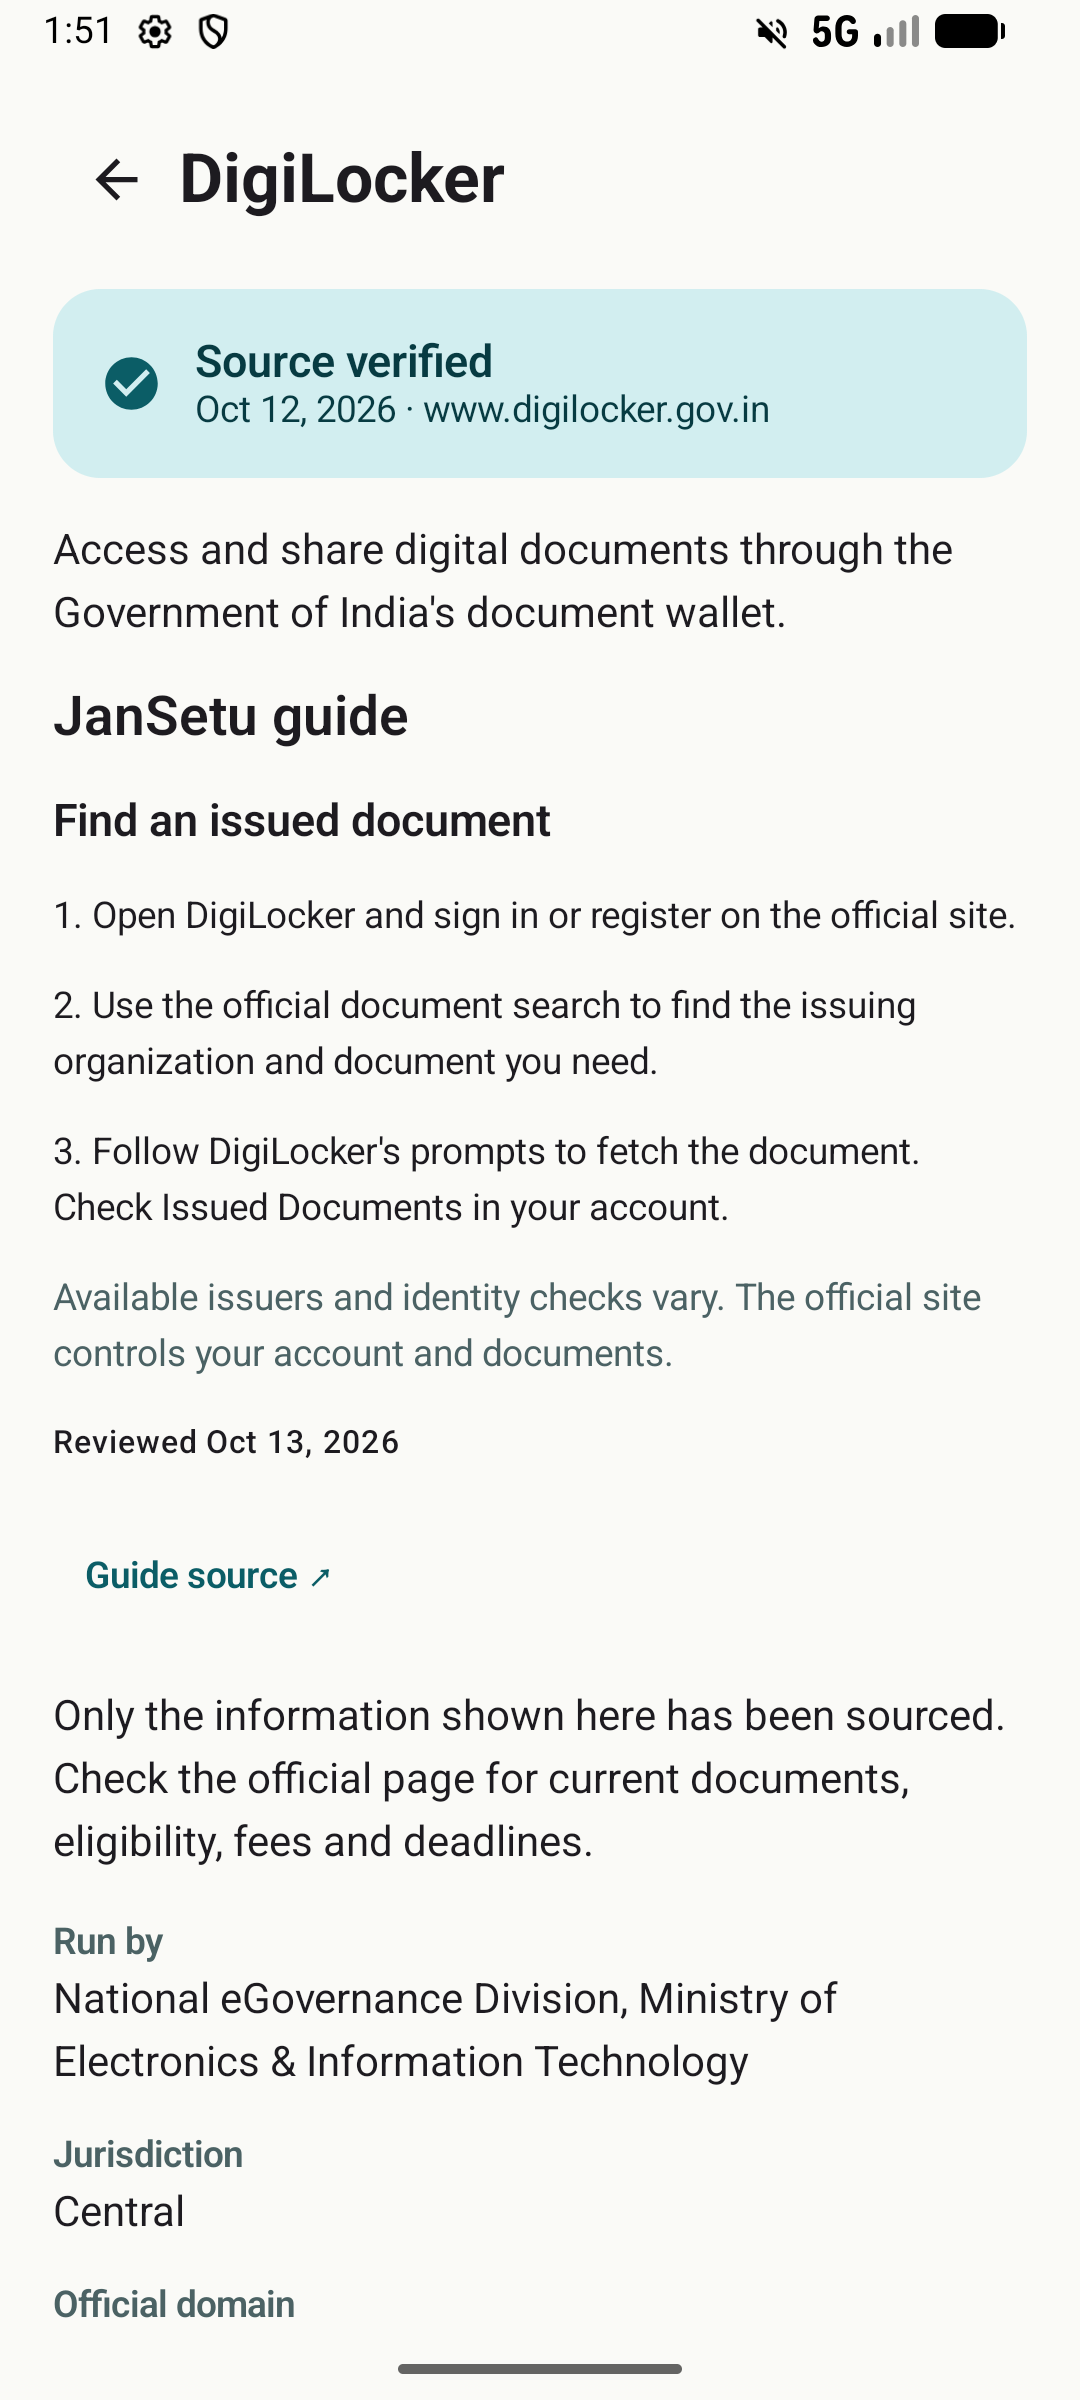 1:51
5G
DigiLocker
Source verified
Oct 12, 2026 · www.digilocker.gov.in
Access and share digital documents through the
Government of India's document wallet.
JanSetu guide
Find an issued document
1. Open DigiLocker and sign in or register on the official site.
2. Use the official document search to find the issuing
organization and document you need.
3. Follow DigiLocker's prompts to fetch the document.
Check Issued Documents in your account.
Available issuers and identity checks vary. The official site
controls your account and documents.
Reviewed Oct 13, 2026
Guide source ↗
Only the information shown here has been sourced.
Check the official page for current documents,
eligibility, fees and deadlines.
Run by
National eGovernance Division, Ministry of
Electronics & Information Technology
Jurisdiction
Central
Official domain